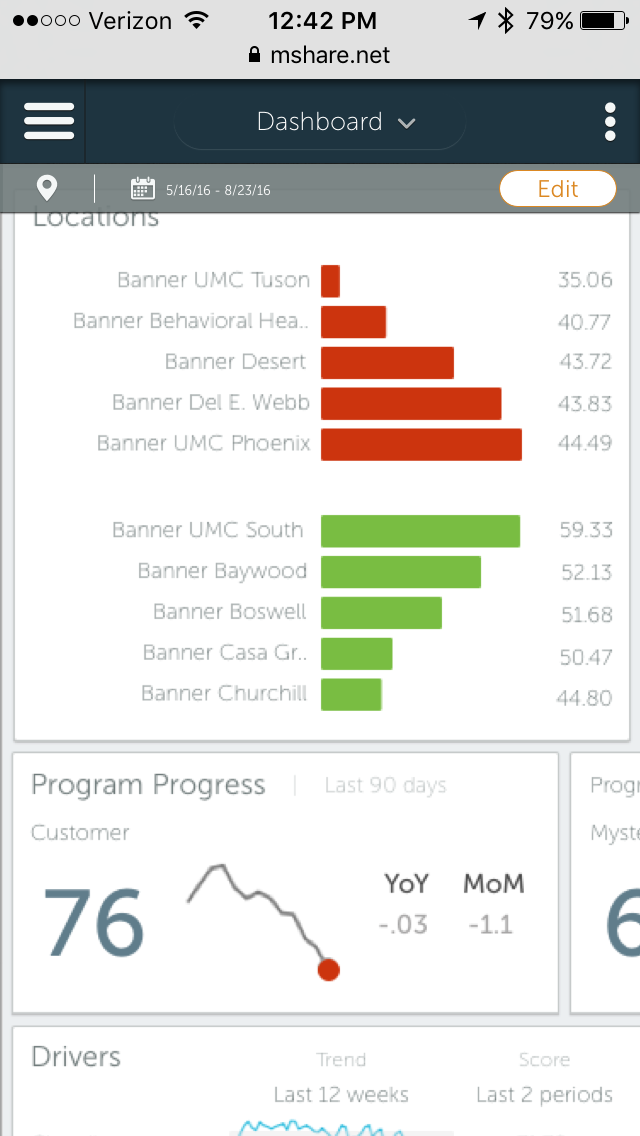 Verizon 12:42 PM 79%
mshare.net
Dashboard
5/16/16 - 8/23/16 Edit
Locations
Banner UMC Tuson 35.06
Banner Behavioral Hea.. 40.77
Banner Desert 43.72
Banner Del E. Webb 43.83
Banner UMC Phoenix 44.49
Banner UMC South 59.33
Banner Baywood 52.13
Banner Boswell 51.68
Banner Casa Gr.. 50.47
Banner Churchill 44.80
Program Progress | Last 90 days
Customer
76
YoY MoM
-.03 -1.1
Progr
Myste
6
Drivers Trend Score
Last 12 weeks Last 2 periods